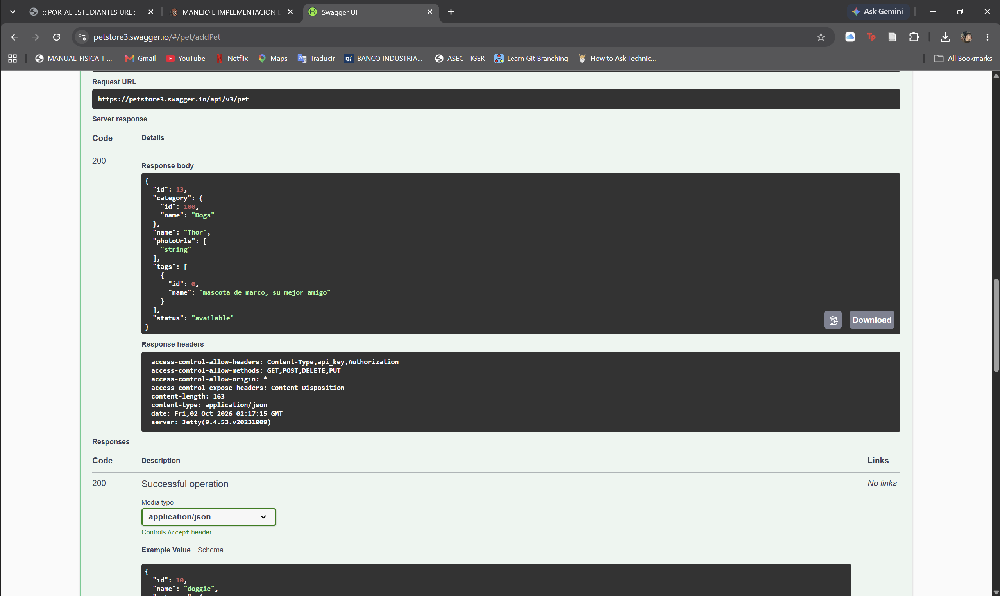 :: PORTAL ESTUDIANTES URL ::
MANEJO E IMPLEMENTACION
Swagger UI
Ask Gemini
petstore3.swagger.io/#/pet/addPet
MANUAL_FISICA_I_...
Gmail
YouTube
Netflix
Maps
Traducir
BANCO INDUSTRIA...
ASEC - IGER
Learn Git Branching
How to Ask Technic...
All Bookmarks
Request URL
https://petstore3.swagger.io/api/v3/pet
Server response
Code Details
200
Response body
{
  "id": 13,
  "category": {
    "id": 100,
    "name": "Dogs"
  },
  "name": "Thor",
  "photoUrls": [
    "string"
  ],
  "tags": [
    {
      "id": 0,
      "name": "mascota de marco, su mejor amigo"
    }
  ],
  "status": "available"
}
Download
Response headers
access-control-allow-headers: Content-Type,api_key,Authorization
access-control-allow-methods: GET,POST,DELETE,PUT
access-control-allow-origin: *
access-control-expose-headers: Content-Disposition
content-length: 163
content-type: application/json
date: Fri,02 Oct 2026 02:17:15 GMT
server: Jetty(9.4.53.v20231009)
Responses
Code Description Links
200 Successful operation No links
Media type
application/json
Controls Accept header.
Example Value Schema
{
  "id": 10,
  "name": "doggie",